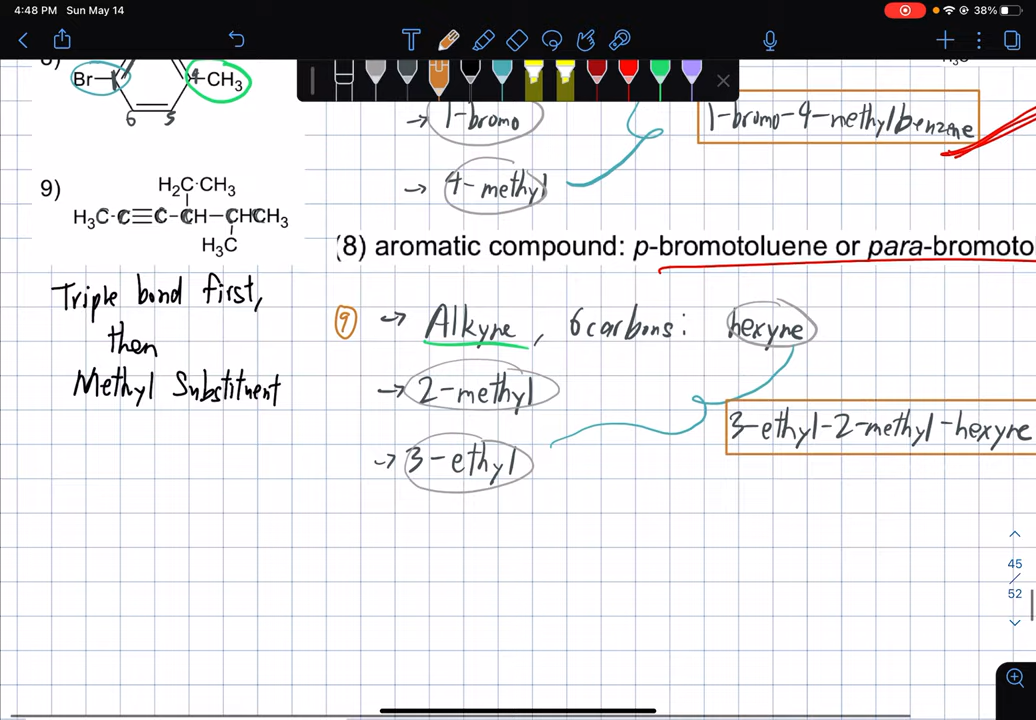 4:48 PM Sun May 14
38%
Br
4
CH3
6 5
→ 1-bromo
→ 4-methyl
1-bromo-4-methylbenzene
9)
H2C·CH3
H3C-C≡C-CH-CHCH3
H3C
(8) aromatic compound: p-bromotoluene or para-bromoto
Triple bond first,
then
Methyl Substituent
9 → Alkyne, 6 carbons: hexyne
→ 2-methyl
→ 3-ethyl
3-ethyl-2-methyl-hexyne
45
/
52